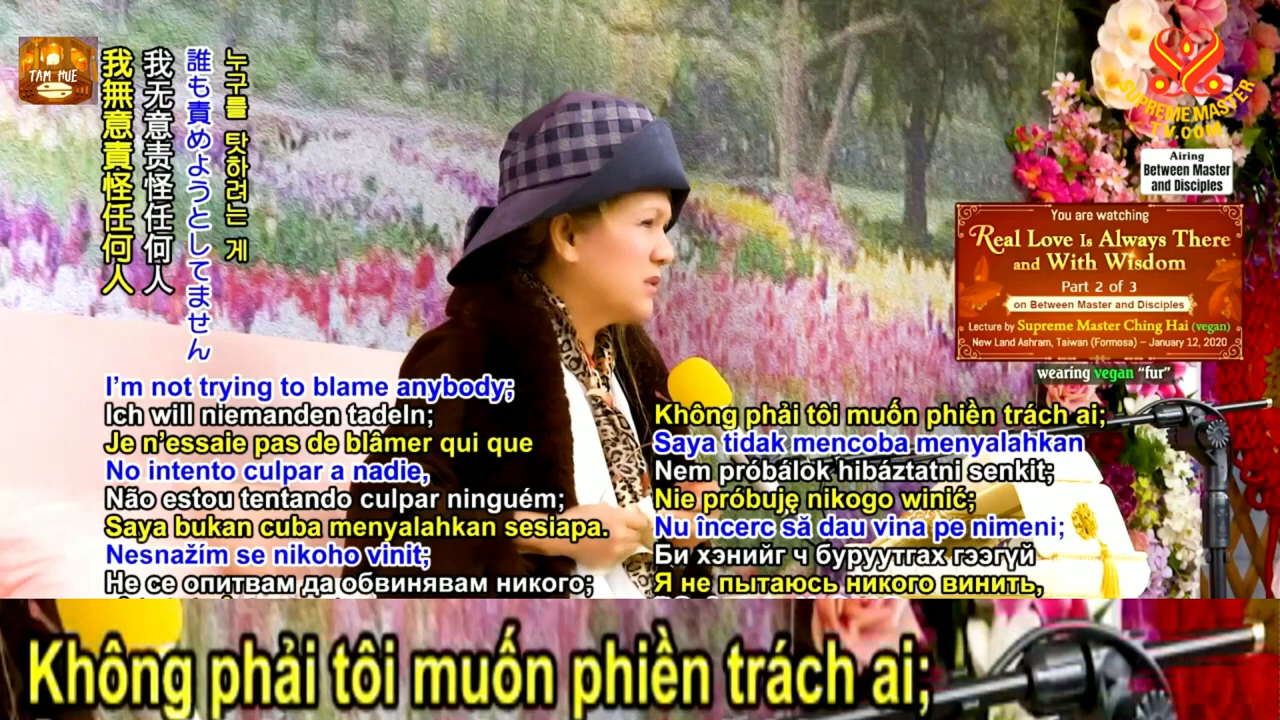 TAM HUE
我無意責怪任何人
我无意责怪任何人
誰も責めようとしてません
누구를 탓하려는 게
SUPREME MASTER
TV.COM
Airing
Between Master
and Disciples
You are watching
Real Love Is Always There
and With Wisdom
Part 2 of 3
on Between Master and Disciples
Lecture by Supreme Master Ching Hai (vegan)
New Land Ashram, Taiwan (Formosa) – January 12, 2020
wearing vegan “fur”
I’m not trying to blame anybody;
Ich will niemanden tadeln;
Je n’essaie pas de blâmer qui que
No intento culpar a nadie,
Não estou tentando culpar ninguém;
Saya bukan cuba menyalahkan sesiapa.
Nesnažím se nikoho vinit;
Не се опитвам да обвинявам никого;
Không phải tôi muốn phiền trách ai;
Saya tidak mencoba menyalahkan
Nem próbálok hibáztatni senkit;
Nie próbuję nikogo winić;
Nu încerc să dau vina pe nimeni;
Би хэнийг ч буруутгах гээгүй
Я не пытаюсь никого винить,
Không phải tôi muốn phiền trách ai;